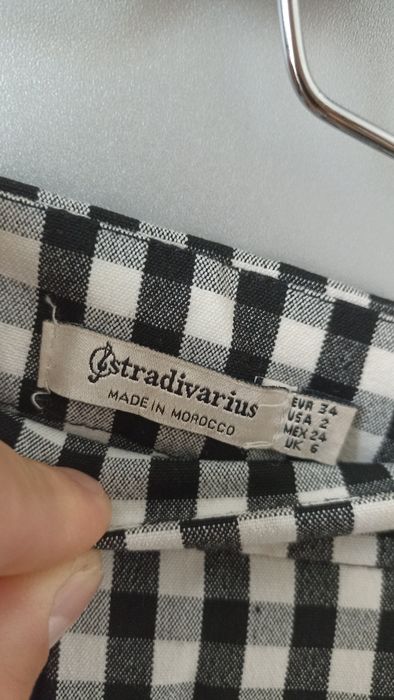 stradivarius
MADE IN MOROCCO
EUR 34
USA 2
MEX 24
UK 6